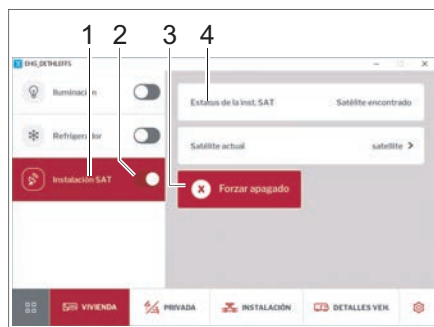 1 2 3 4
EHG_DETHLEFFS
Iluminación
Refrigerador
Instalación SAT
Estatus de la inst. SAT Satélite encontrado
Satélite actual satellite >
Forzar apagado
VIVIENDA PRIVADA INSTALACIÓN DETALLES VEH.